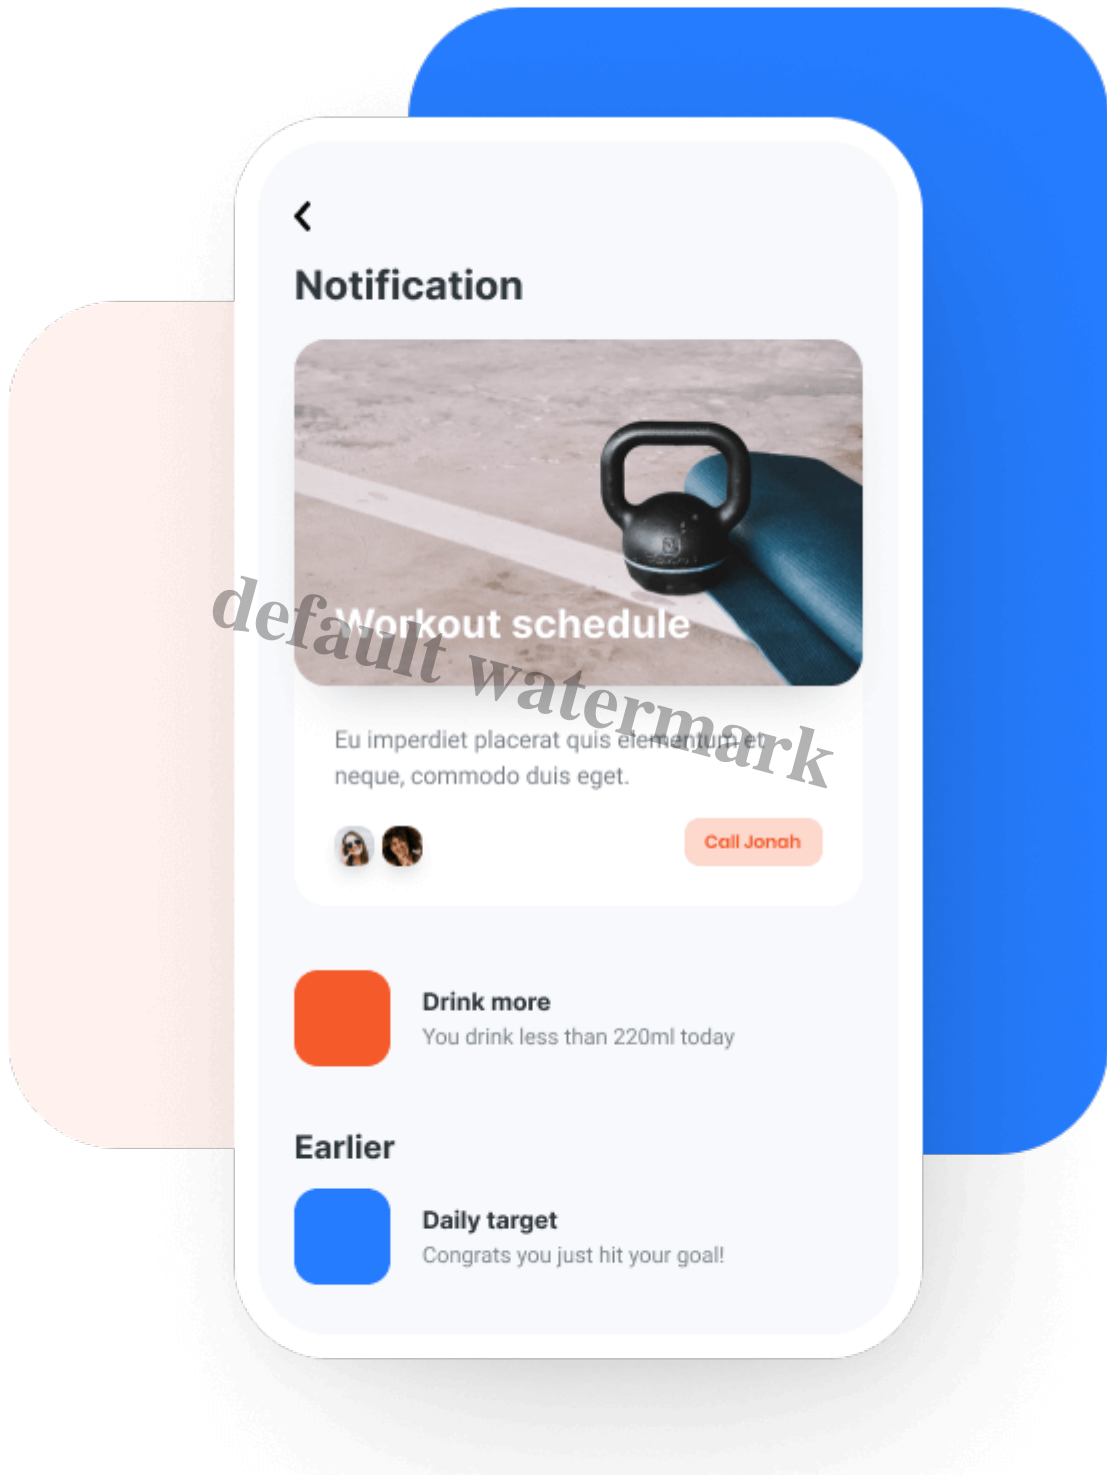 Notification
Workout schedule
default watermark
Eu imperdiet placerat quis elementum et
neque, commodo duis eget.
Call Jonah
Drink more
You drink less than 220ml today
Earlier
Daily target
Congrats you just hit your goal!